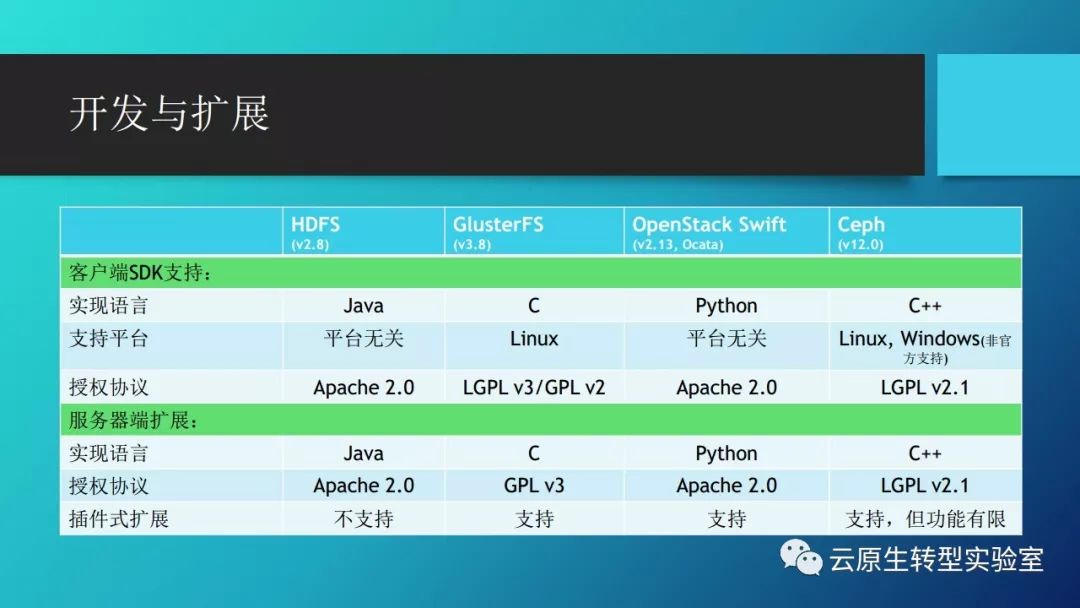 开发与扩展
HDFS GlusterFS OpenStack Swift Ceph
(v2.8) (v3.8) (v2.13, Ocata) (v12.0)
客户端SDK支持：
实现语言 Java C Python C++
支持平台 平台无关 Linux 平台无关 Linux, Windows(非官
方支持)
授权协议 Apache 2.0 LGPL v3/GPL v2 Apache 2.0 LGPL v2.1
服务器端扩展：
实现语言 Java C Python C++
授权协议 Apache 2.0 GPL v3 Apache 2.0 LGPL v2.1
插件式扩展 不支持 支持 支持 支持，但功能有限
云原生转型实验室